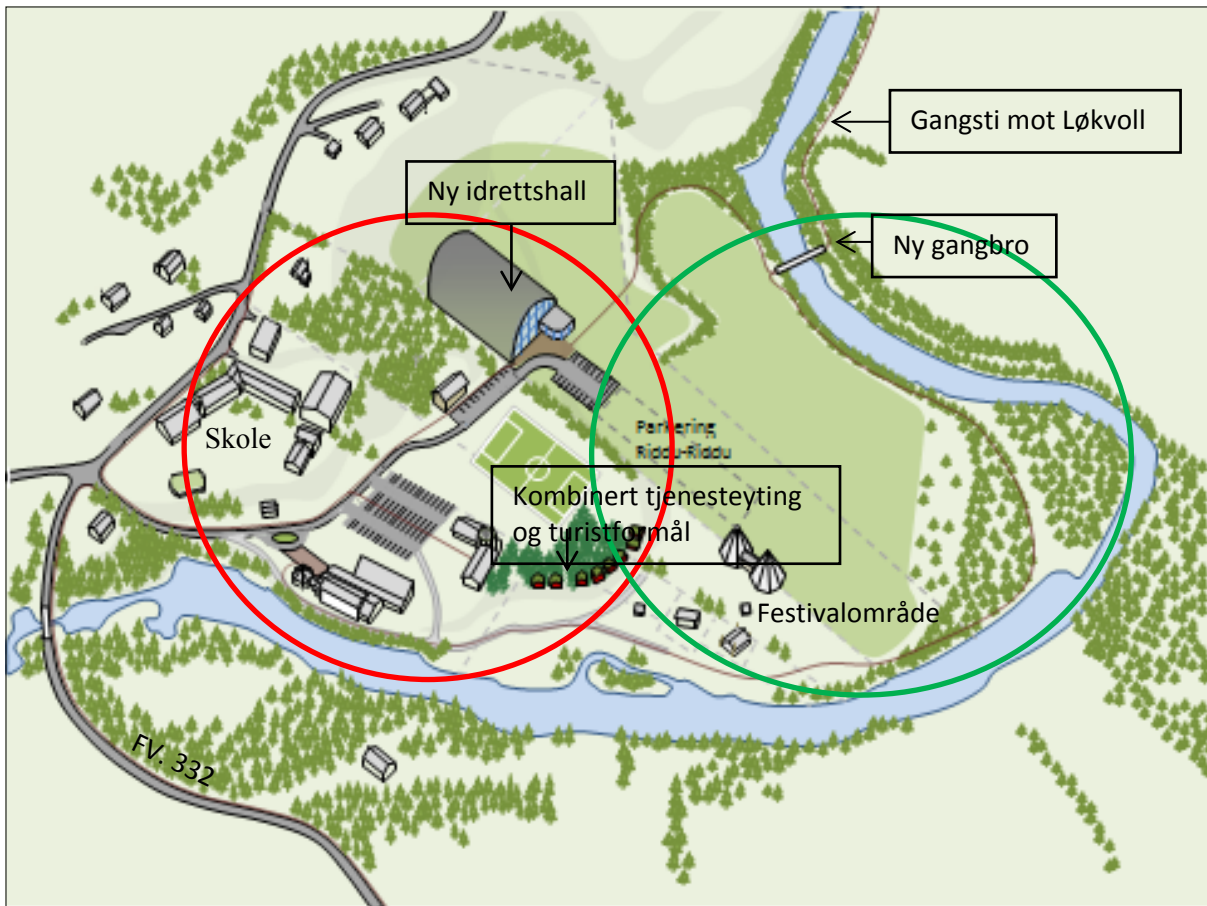 Gangsti mot Løkvoll
Ny idrettshall
Ny gangbro
Skole
Parkering
Riddu-Riddu
Kombinert tjenesteyting
og turistformål
Festivalområde
FV. 332